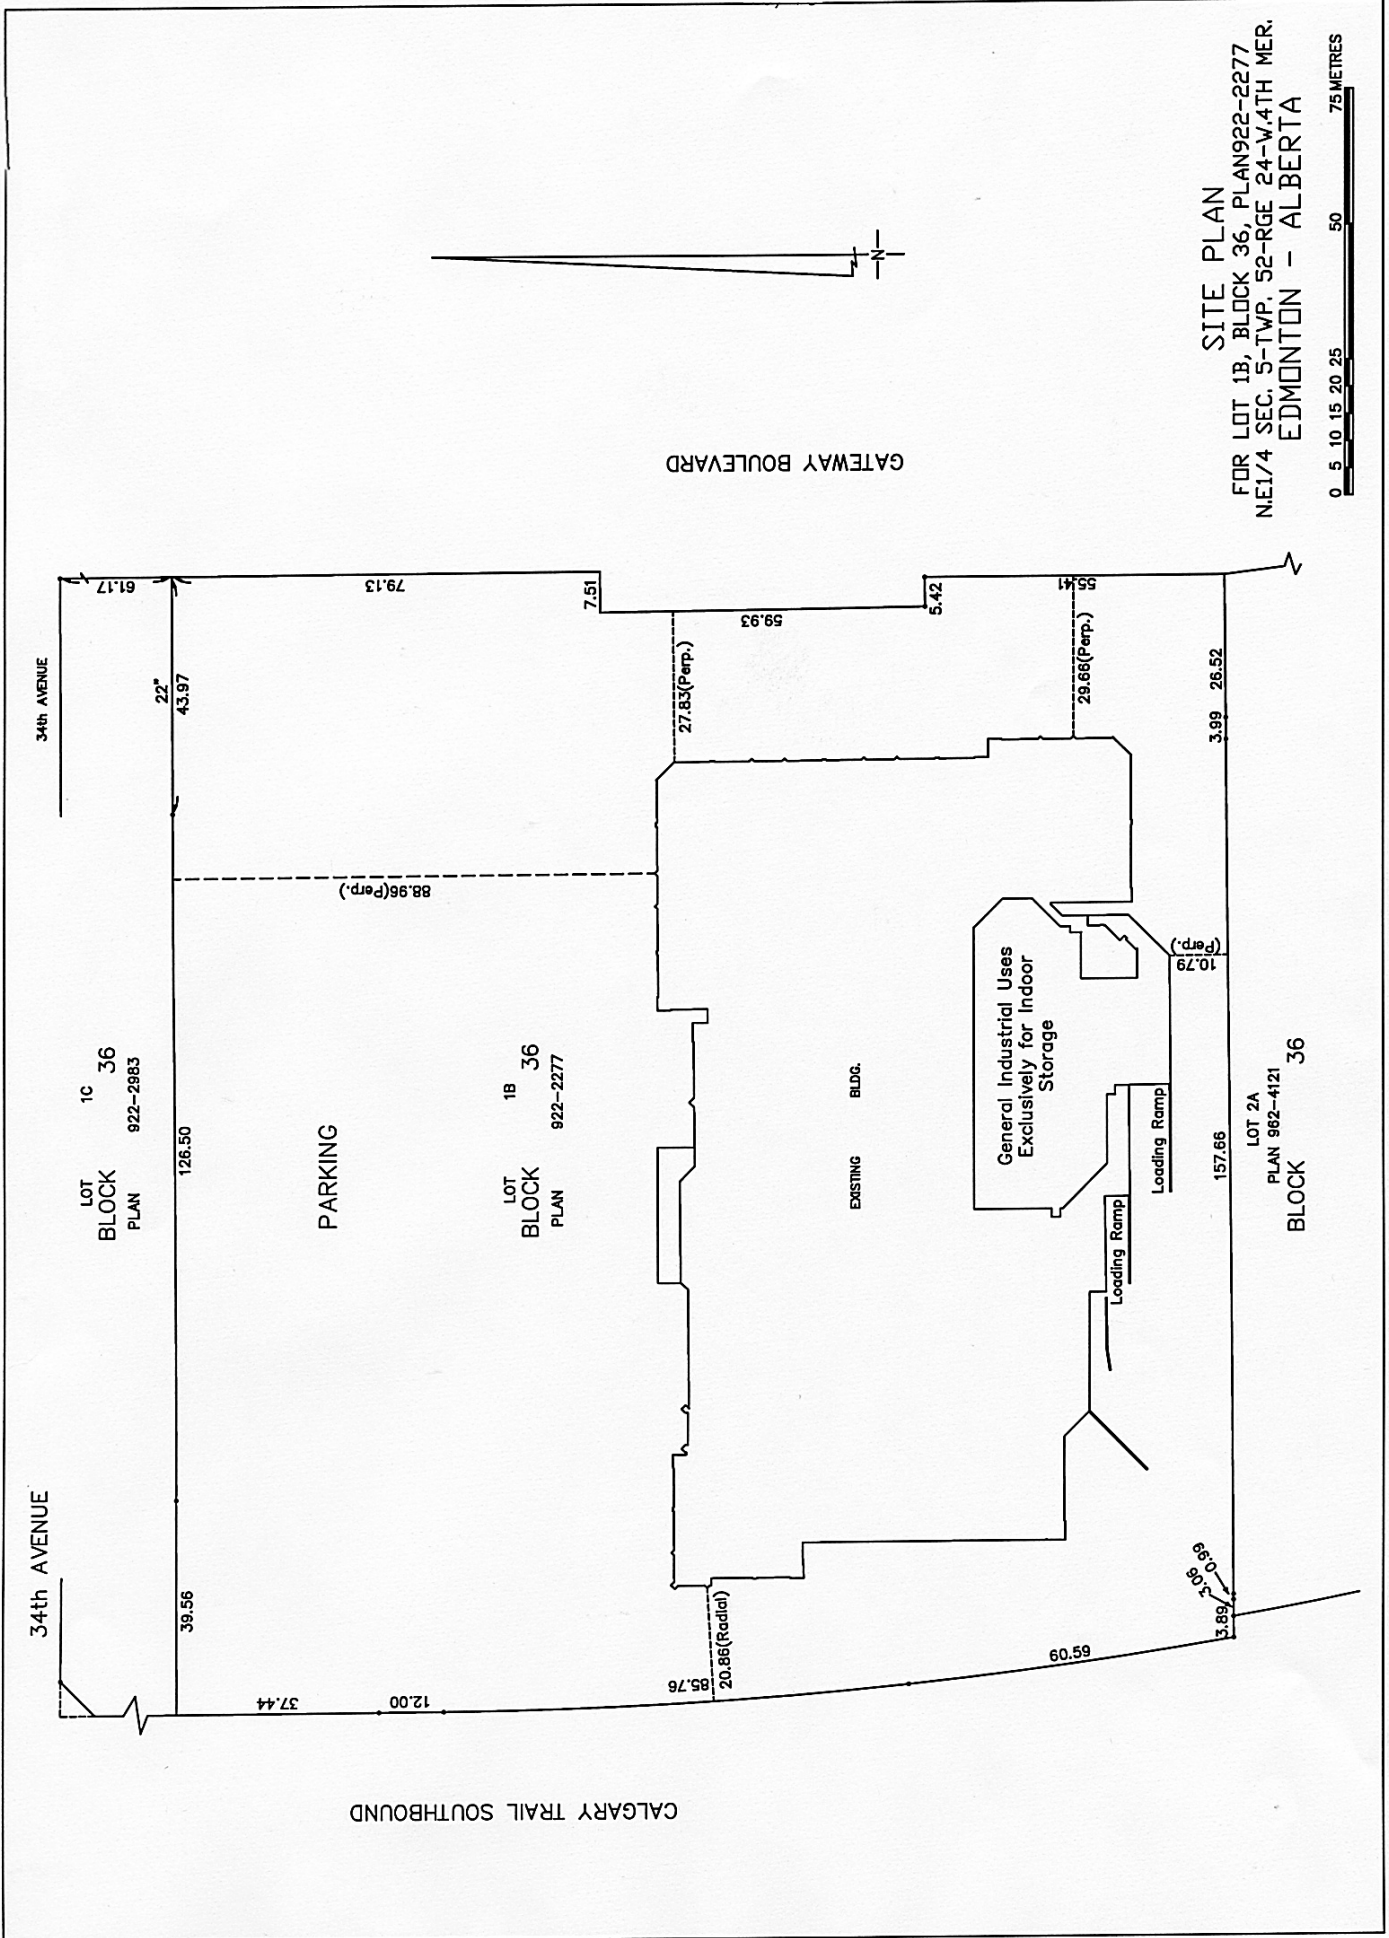 34th AVENUE
34th AVENUE
LOT 1C
BLOCK 36
PLAN 922-2983
39.56
126.50
22"
43.97
61.17
37.44
12.00
85.76
60.59
20.86(Radial)
CALGARY TRAIL SOUTHBOUND
PARKING
88.96(Perp.)
79.13
7.51
59.93
5.42
55.41
27.83(Perp.)
29.66(Perp.)
LOT 1B
BLOCK 36
PLAN 922-2277
EXISTING BLDG.
General Industrial Uses
Exclusively for Indoor
Storage
Loading Ramp
Loading Ramp
10.79
(Perp.)
3.89
3.06
0.99
157.66
3.99
26.52
LOT 2A
PLAN 962-4121
BLOCK 36
GATEWAY BOULEVARD
N
SITE PLAN
FOR LOT 1B, BLOCK 36, PLAN922-2277
N.E1/4 SEC. 5-TWP. 52-RGE 24-W.4TH MER.
EDMONTON - ALBERTA
0 5 10 15 20 25 50 75 METRES